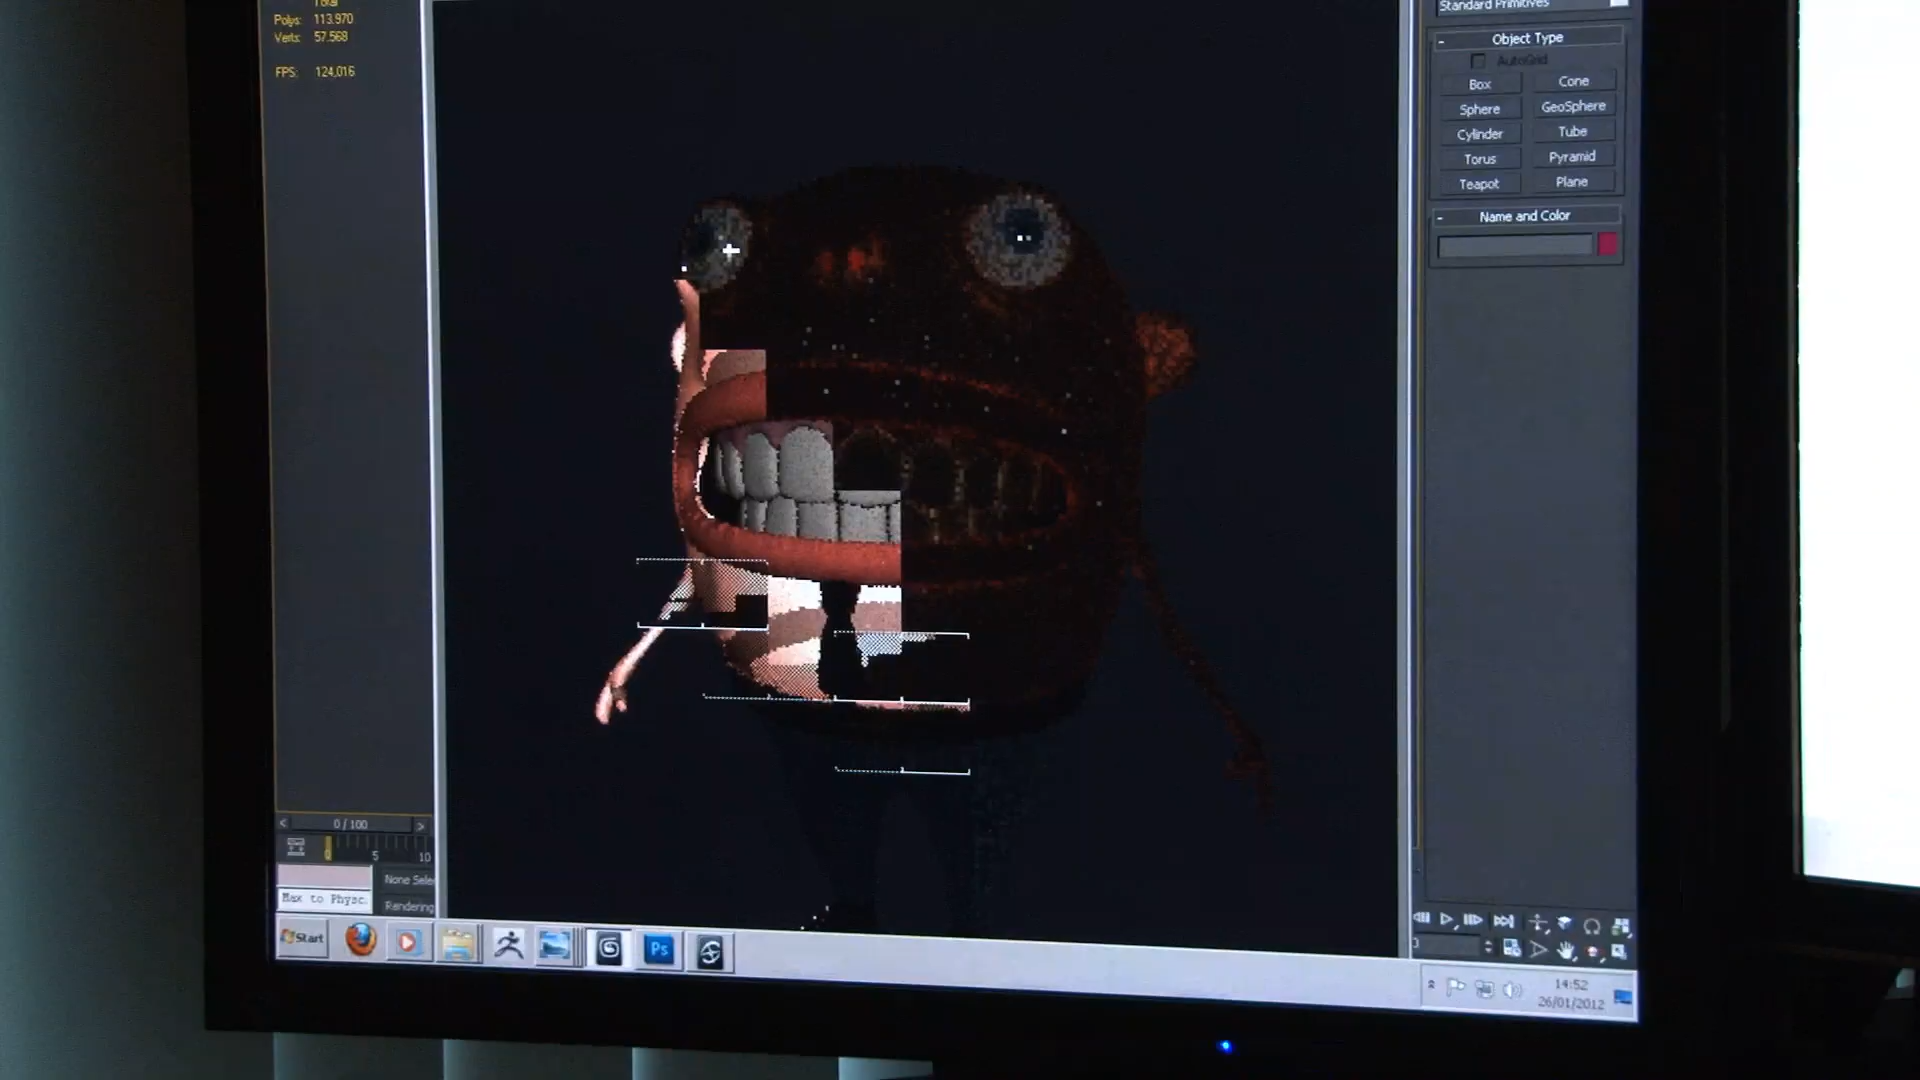 Total
Polys: 113.970
Verts: 57.568
FPS: 124,016
Standard Primitives
- Object Type
AutoGrid
Box Cone
Sphere GeoSphere
Cylinder Tube
Torus Pyramid
Teapot Plane
- Name and Color
< 0 / 100 >
0 5 10
None Sele
Max to Physc.
Rendering
Start
Ps
0
14:52
26/01/2012